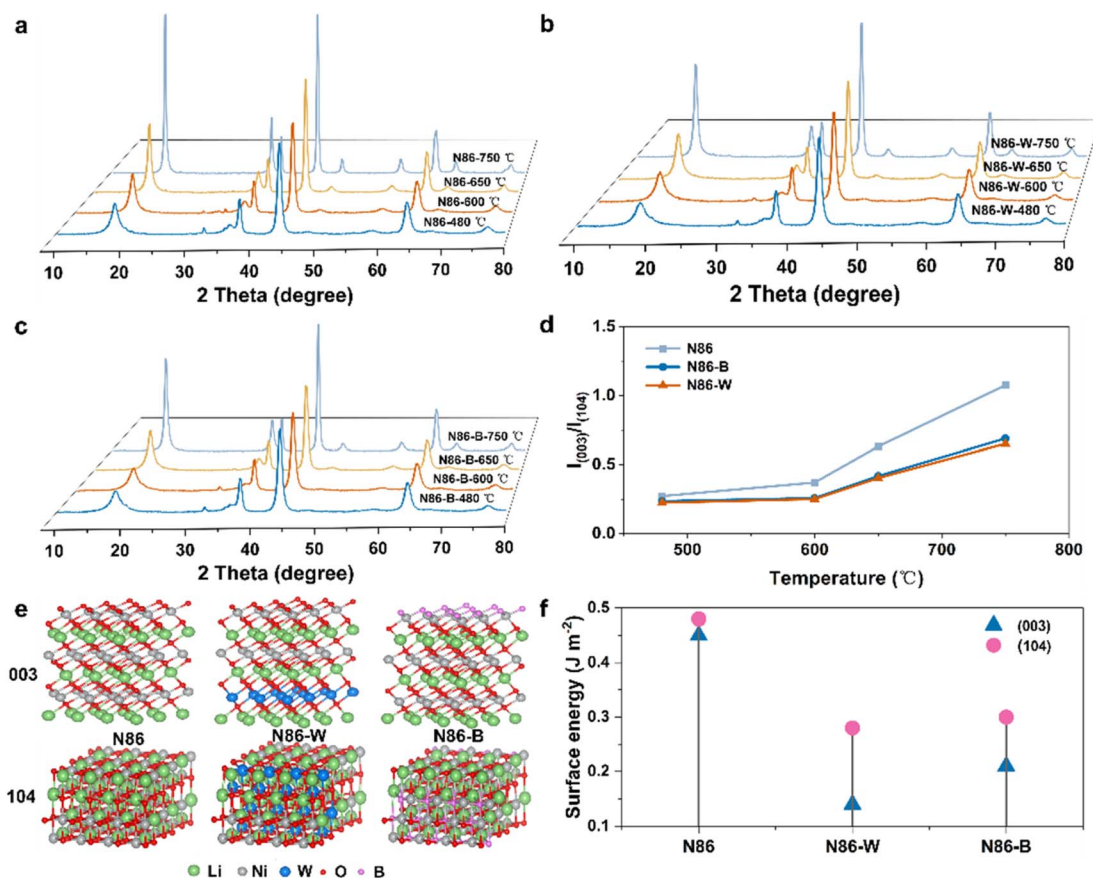 a
N86-750 ℃
N86-650 ℃
N86-600 ℃
N86-480 ℃
10 20 30 40 50 60 70 80
2 Theta (degree)
b
N86-W-750 ℃
N86-W-650 ℃
N86-W-600 ℃
N86-W-480 ℃
10 20 30 40 50 60 70 80
2 Theta (degree)
c
N86-B-750 ℃
N86-B-650 ℃
N86-B-600 ℃
N86-B-480 ℃
10 20 30 40 50 60 70 80
2 Theta (degree)
d
I(003)/I(104)
1.5
1.0
0.5
0.0
N86
N86-B
N86-W
500 600 700 800
Temperature (℃)
e
003
N86 N86-W N86-B
104
Li Ni W O B
f
Surface energy (J m-2)
0.5
0.4
0.3
0.2
0.1
(003)
(104)
N86 N86-W N86-B